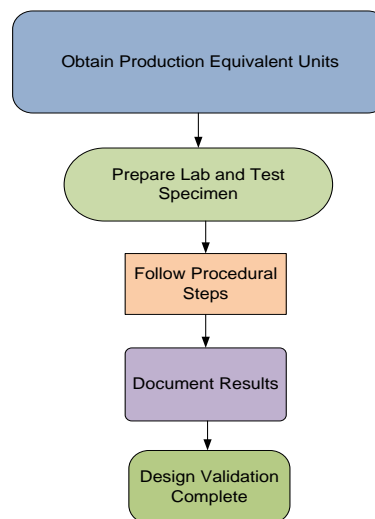 Obtain Production Equivalent Units
Prepare Lab and Test
Specimen
Follow Procedural
Steps
Document Results
Design Validation
Complete